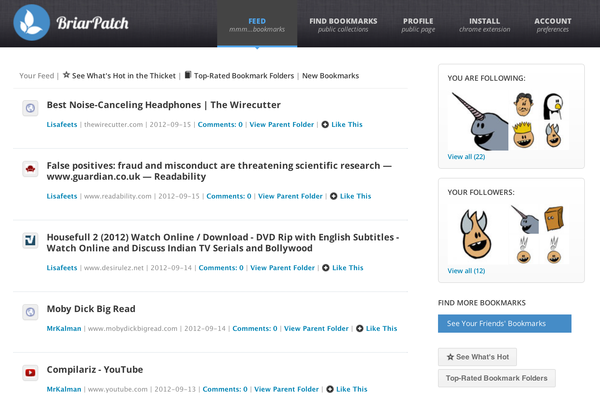 BriarPatch
FEED
mmm...bookmarks
FIND BOOKMARKS
public collections
PROFILE
public page
INSTALL
chrome extension
ACCOUNT
preferences
Your Feed | See What's Hot in the Thicket | Top-Rated Bookmark Folders | New Bookmarks
Best Noise-Canceling Headphones | The Wirecutter
Lisafeets | thewirecutter.com | 2012-09-15 | Comments: 0 | View Parent Folder | Like This
False positives: fraud and misconduct are threatening scientific research —
www.guardian.co.uk — Readability
Lisafeets | www.readability.com | 2012-09-15 | Comments: 0 | View Parent Folder | Like This
Housefull 2 (2012) Watch Online / Download - DVD Rip with English Subtitles -
Watch Online and Discuss Indian TV Serials and Bollywood
Lisafeets | www.desirulez.net | 2012-09-14 | Comments: 0 | View Parent Folder | Like This
Moby Dick Big Read
MrKalman | www.mobydickbigread.com | 2012-09-14 | Comments: 0 | View Parent Folder | Like This
Compilariz - YouTube
MrKalman | www.youtube.com | 2012-09-13 | Comments: 0 | View Parent Folder | Like This
YOU ARE FOLLOWING:
View all (22)
YOUR FOLLOWERS:
View all (12)
FIND MORE BOOKMARKS
See Your Friends' Bookmarks
See What's Hot
Top-Rated Bookmark Folders